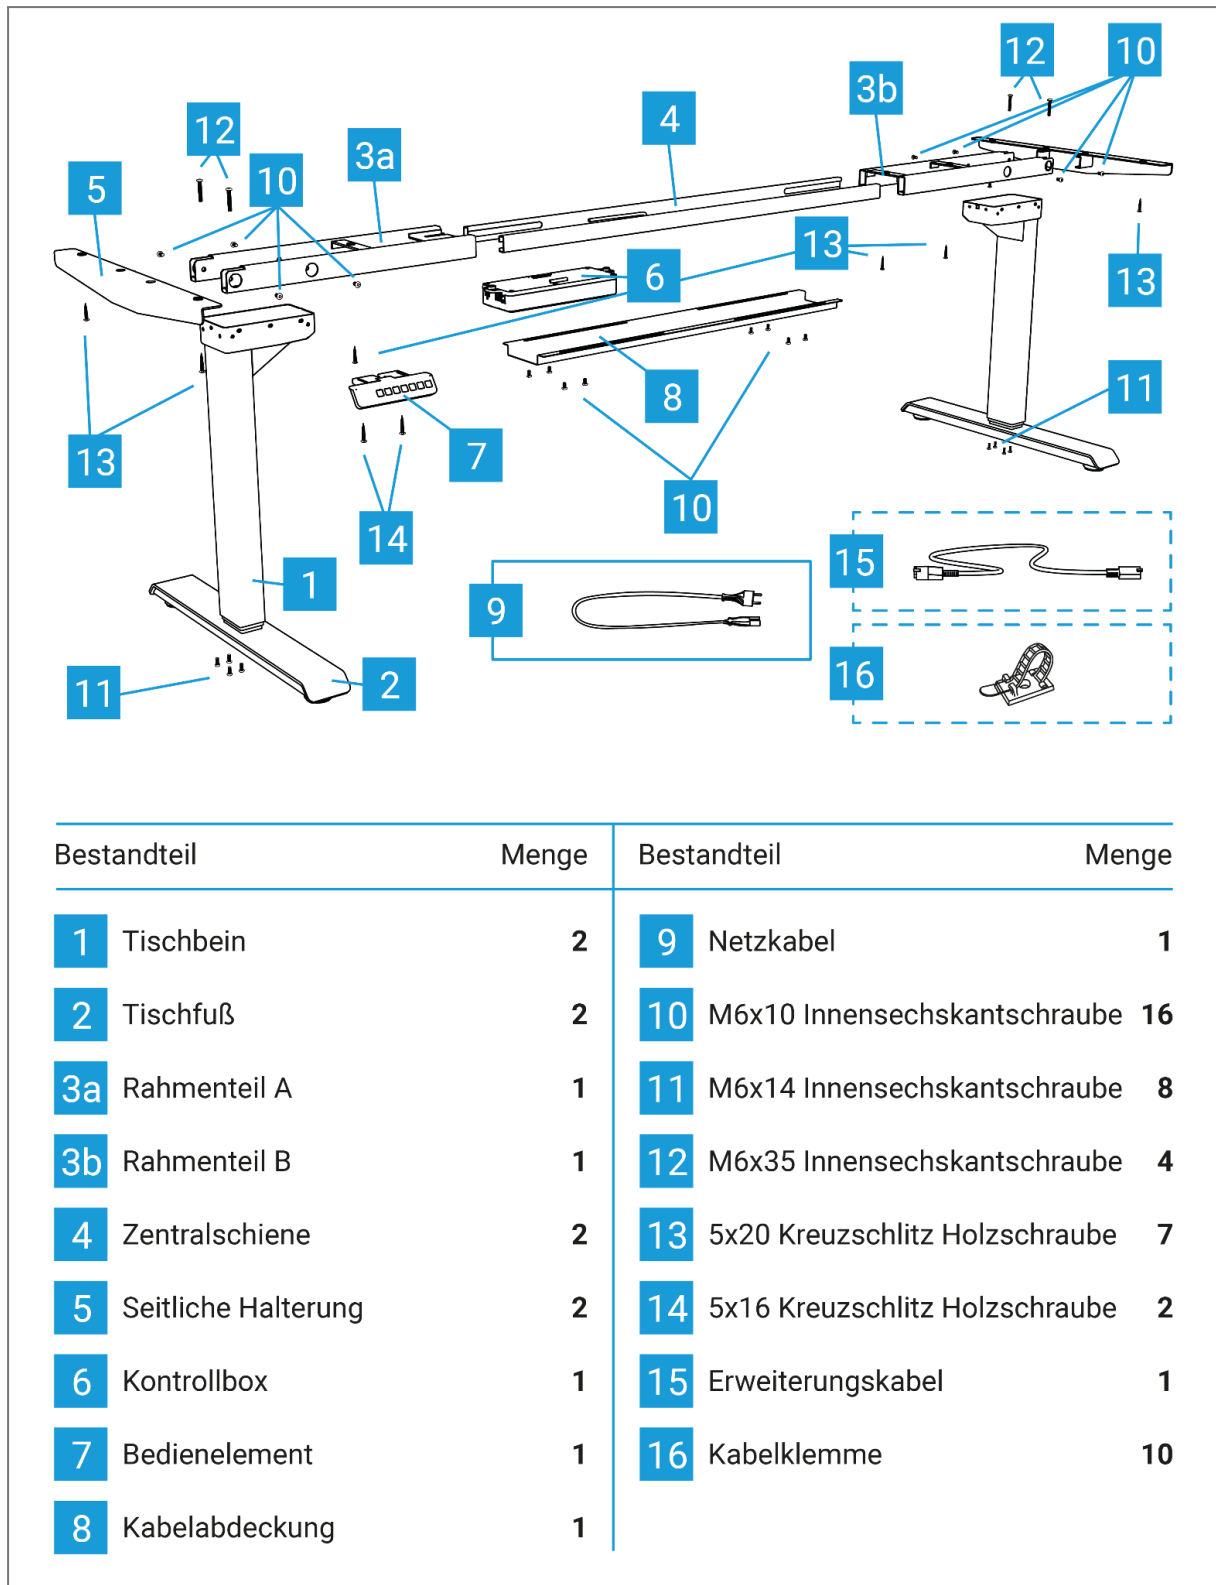 12
10
3b
4
12
3a
10
5
13
6
13
8
11
13
7
10
14
15
1
9
16
2
11
Bestandteil Menge Bestandteil Menge
1 Tischbein 2 9 Netzkabel 1
2 Tischfuß 2 10 M6x10 Innensechskantschraube 16
3a Rahmenteil A 1 11 M6x14 Innensechskantschraube 8
3b Rahmenteil B 1 12 M6x35 Innensechskantschraube 4
4 Zentralschiene 2 13 5x20 Kreuzschlitz Holzschraube 7
5 Seitliche Halterung 2 14 5x16 Kreuzschlitz Holzschraube 2
6 Kontrollbox 1 15 Erweiterungskabel 1
7 Bedienelement 1 16 Kabelklemme 10
8 Kabelabdeckung 1